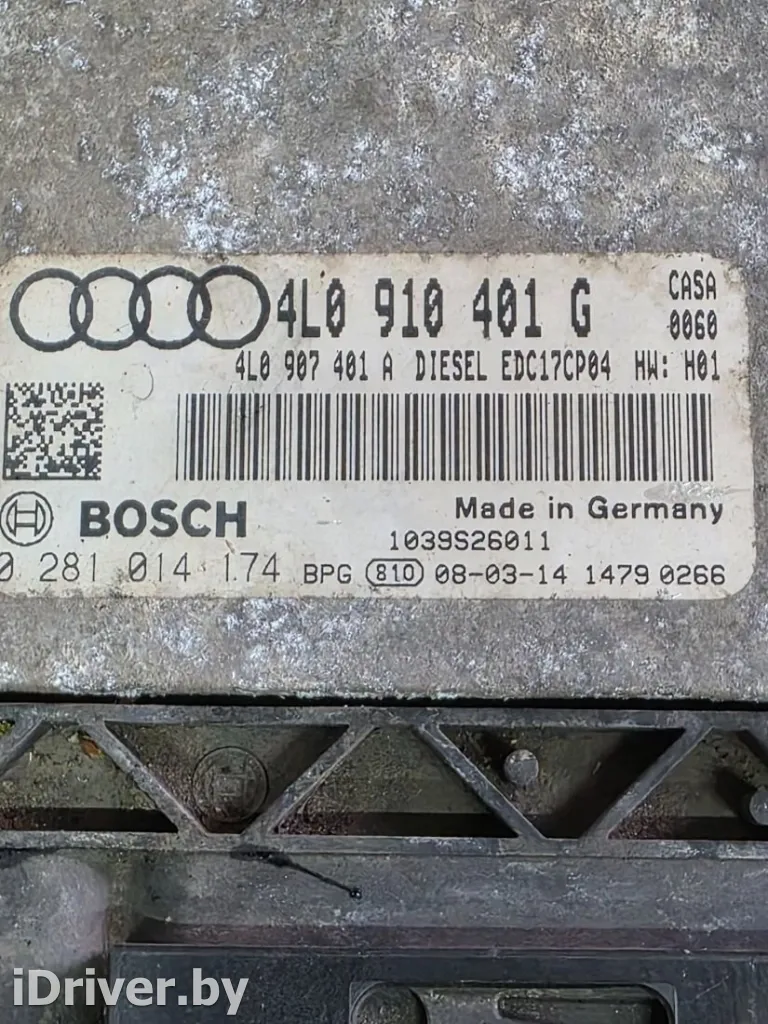 4L0 910 401 G
CASA
0060
4L0 907 401 A DIESEL EDC17CP04 HW: H01
BOSCH
Made in Germany
1039S26011
0 281 014 174 BPG 810 08-03-14 1479 0266
iDriver.by